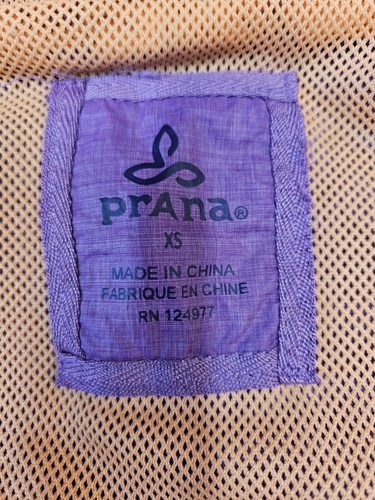 prAna®
XS
MADE IN CHINA
FABRIQUE EN CHINE
RN 124977